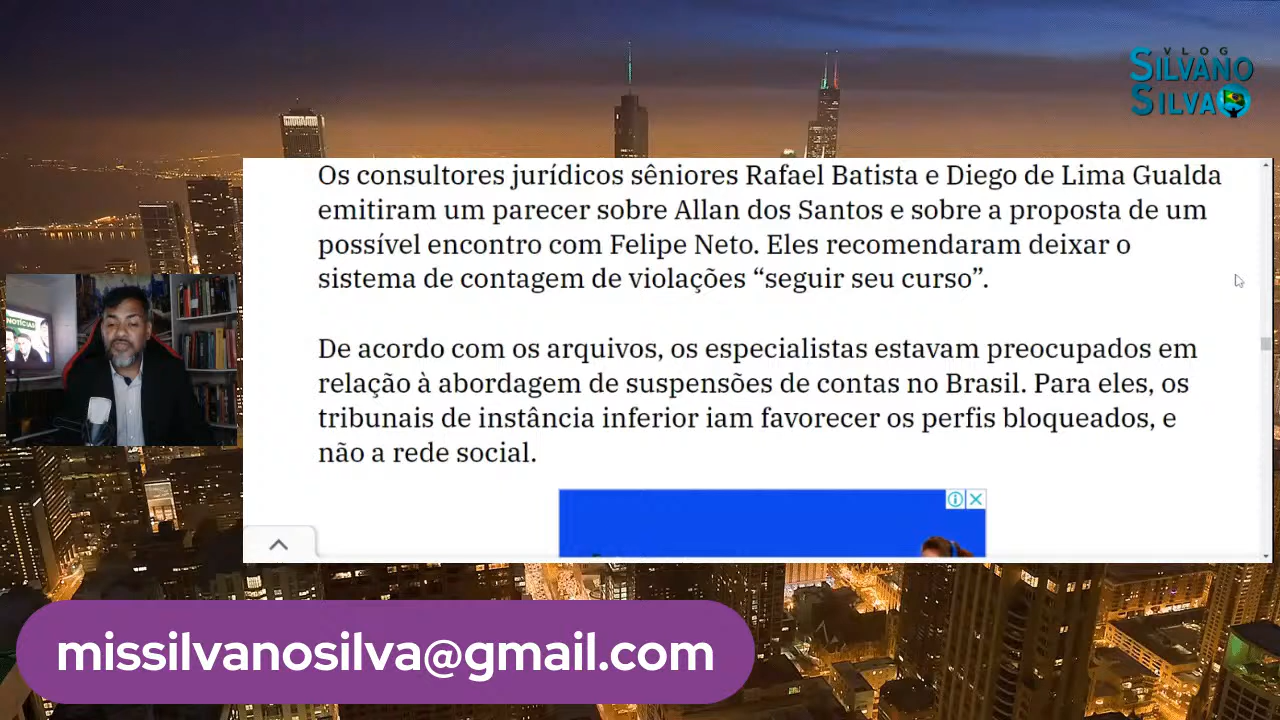 VLOG
SILVANO
SILVA
Os consultores jurídicos sêniores Rafael Batista e Diego de Lima Gualda
emitiram um parecer sobre Allan dos Santos e sobre a proposta de um
possível encontro com Felipe Neto. Eles recomendaram deixar o
sistema de contagem de violações “seguir seu curso”.
NOTÍCIAS
De acordo com os arquivos, os especialistas estavam preocupados em
relação à abordagem de suspensões de contas no Brasil. Para eles, os
tribunais de instância inferior iam favorecer os perfis bloqueados, e
não a rede social.
missilvanosilva@gmail.com